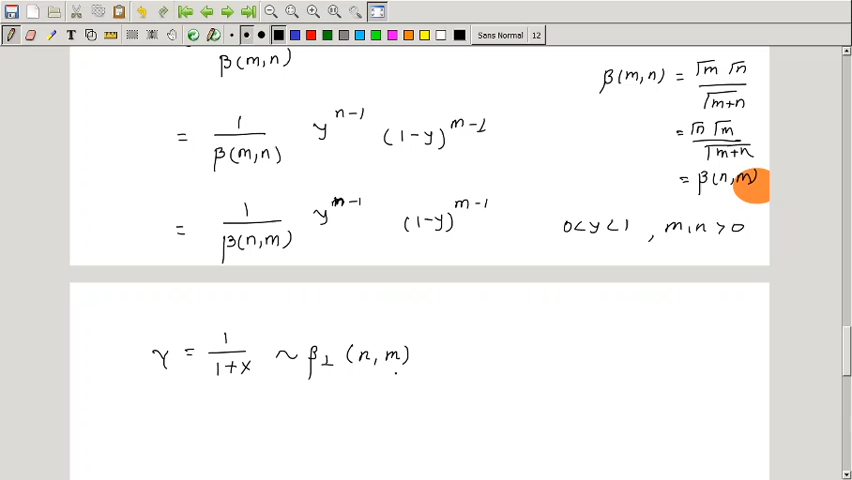 Sans Normal 12
β(m,n)
= 1/β(m,n) y^{n-1} (1-y)^{m-1}
= 1/β(n,m) y^{n-1} (1-y)^{m-1} 0<y<1 , m,n>0
β(m,n) = Γm Γn / Γm+n
= Γn Γm / Γm+n
= β(n,m)
Y = 1/(1+X) ~ β₁ (n,m)